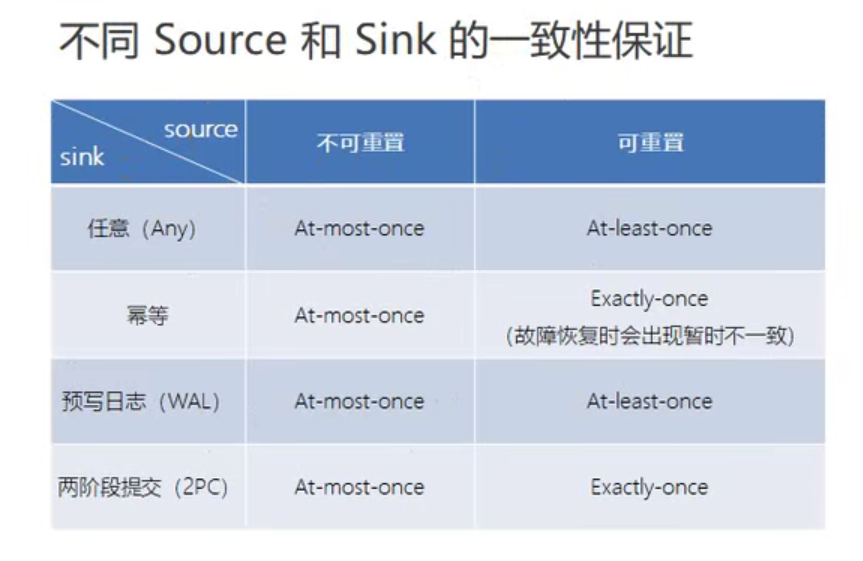 不同 Source 和 Sink 的一致性保证
source
sink
不可重置
可重置
任意（Any）
At-most-once
At-least-once
幂等
At-most-once
Exactly-once
（故障恢复时会出现暂时不一致）
预写日志（WAL）
At-most-once
At-least-once
两阶段提交（2PC）
At-most-once
Exactly-once